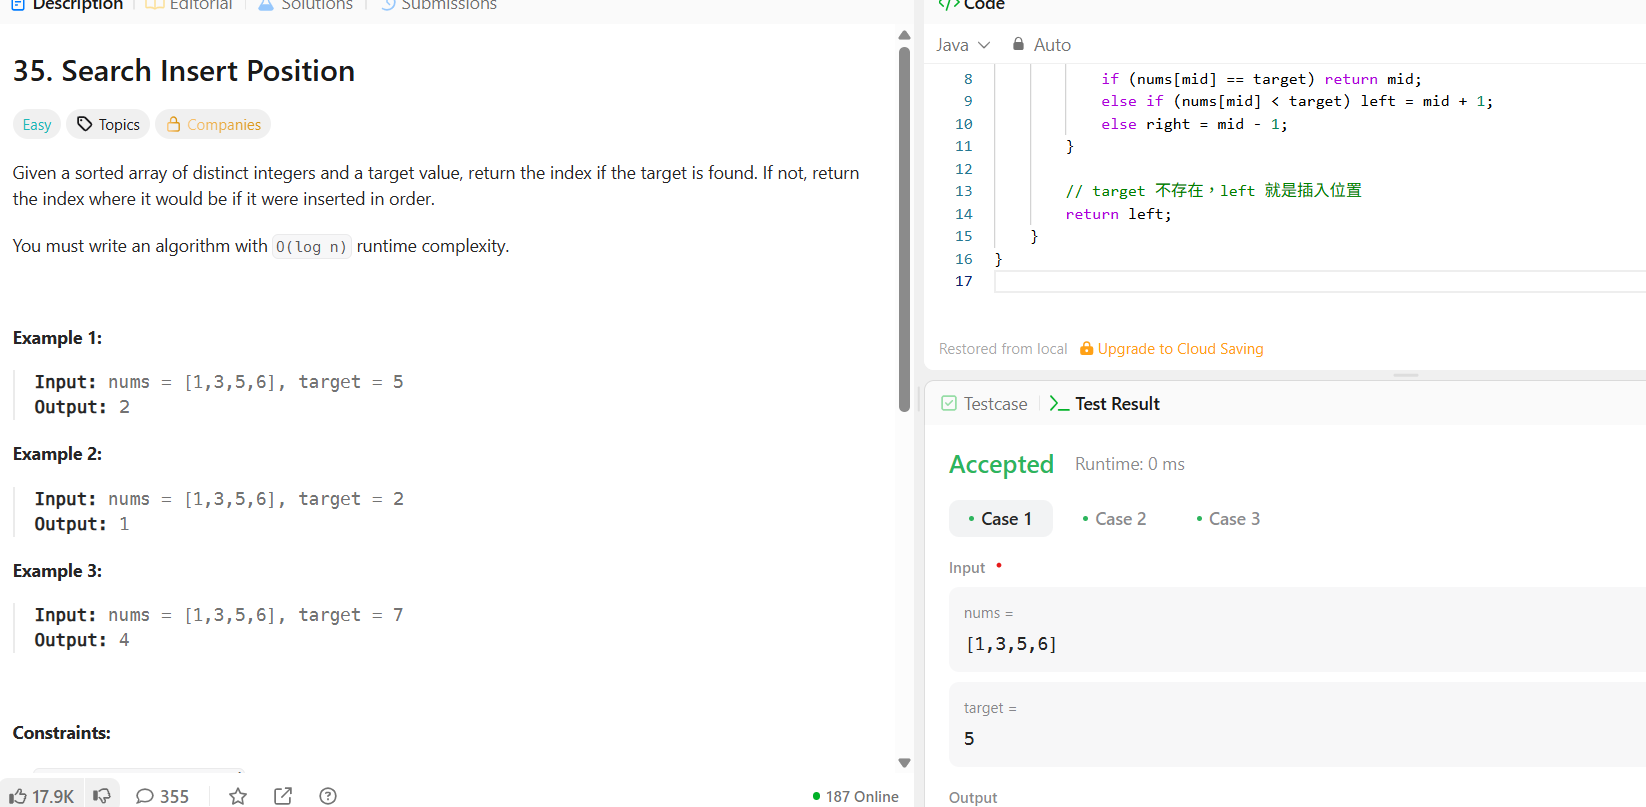 Description Editorial Solutions Submissions
35. Search Insert Position
Easy Topics Companies
Given a sorted array of distinct integers and a target value, return the index if the target is found. If not, return
the index where it would be if it were inserted in order.
You must write an algorithm with O(log n) runtime complexity.
Example 1:
Input: nums = [1,3,5,6], target = 5
Output: 2
Example 2:
Input: nums = [1,3,5,6], target = 2
Output: 1
Example 3:
Input: nums = [1,3,5,6], target = 7
Output: 4
Constraints:
17.9K 355
187 Online
</> Code
Java Auto
8 if (nums[mid] == target) return mid;
9 else if (nums[mid] < target) left = mid + 1;
10 else right = mid - 1;
11 }
12
13 // target 不存在，left 就是插入位置
14 return left;
15 }
16 }
17
Restored from local Upgrade to Cloud Saving
Testcase >_ Test Result
Accepted Runtime: 0 ms
Case 1 Case 2 Case 3
Input
nums =
[1,3,5,6]
target =
5
Output